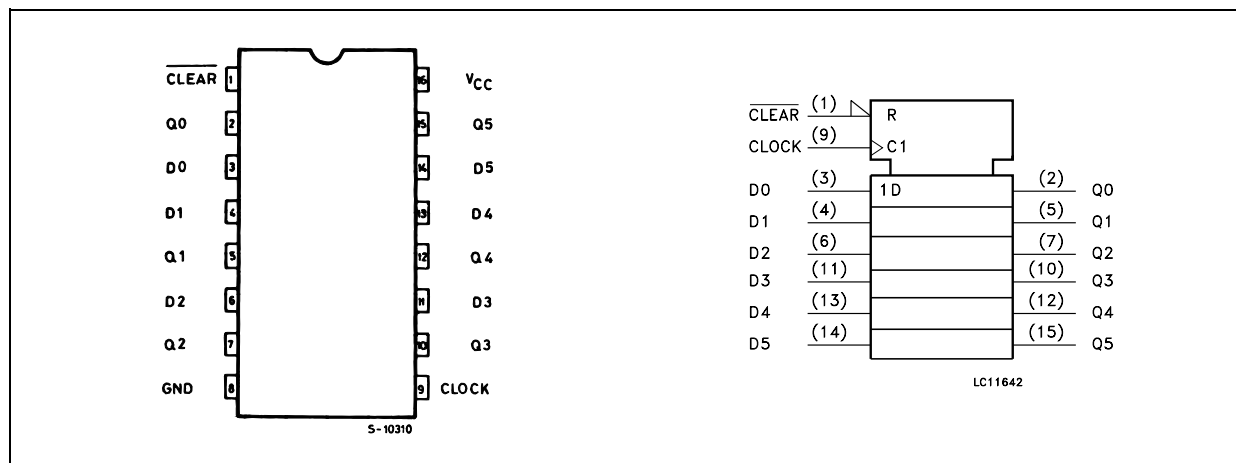 CLEAR 1 16 VCC
Q0 2 15 Q5
D0 3 14 D5
D1 4 13 D4
Q1 5 12 Q4
D2 6 11 D3
Q2 7 10 Q3
GND 8 9 CLOCK
S-10310
CLEAR (1) R
CLOCK (9) C1
D0 (3) 1D (2) Q0
D1 (4) (5) Q1
D2 (6) (7) Q2
D3 (11) (10) Q3
D4 (13) (12) Q4
D5 (14) (15) Q5
LC11642